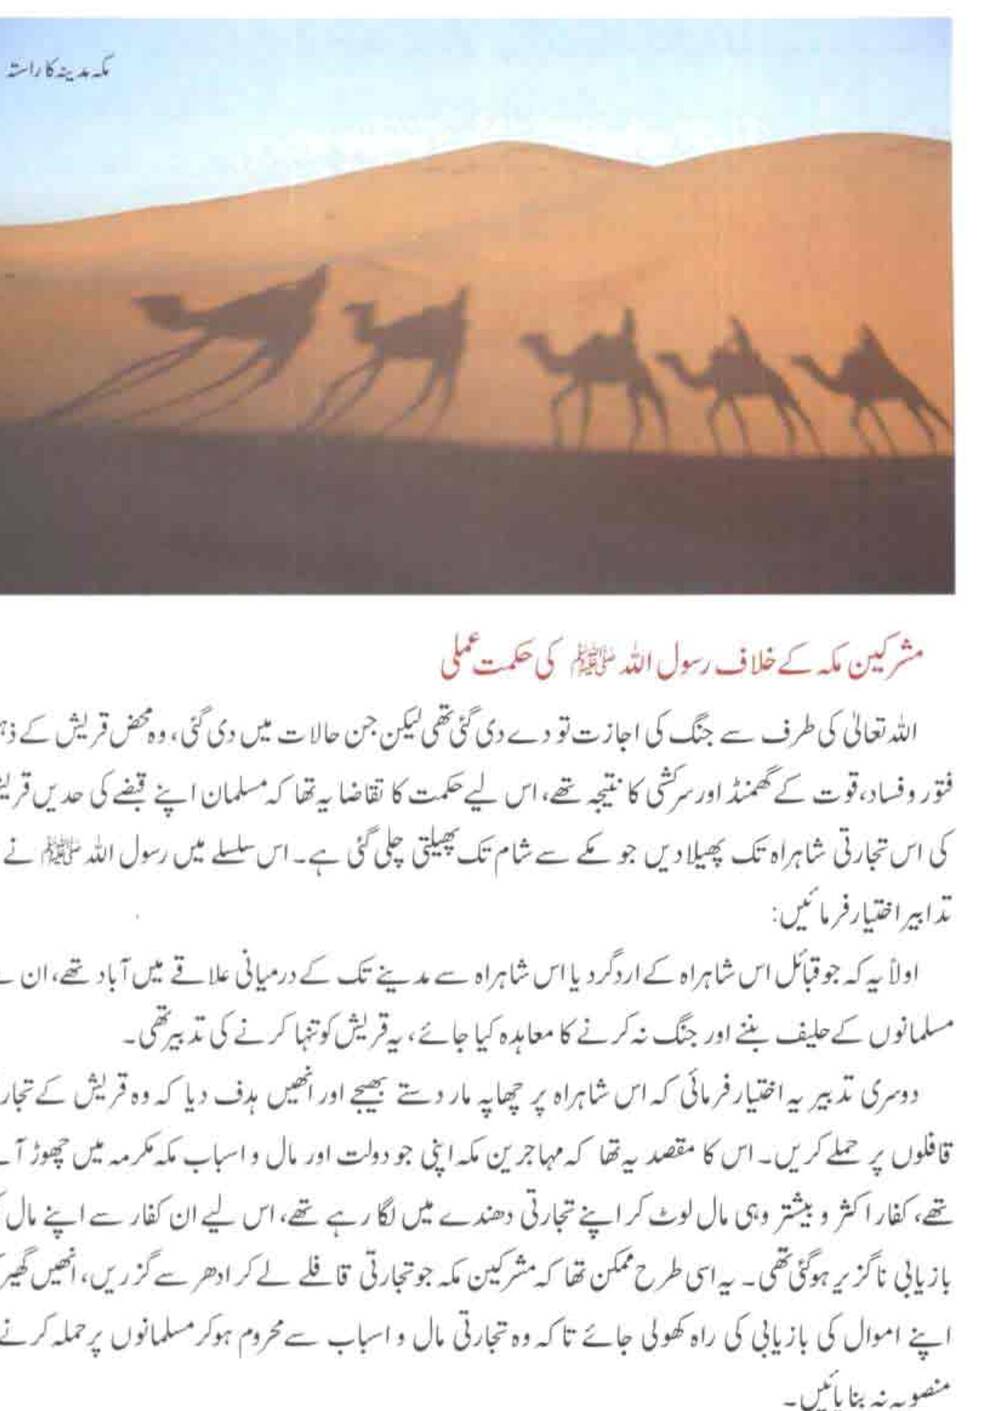 مکہ مدینہ کا راستہ
مشرکین مکہ کے خلاف رسول اللہ ﷺ کی حکمت عملی
اللہ تعالیٰ کی طرف سے جنگ کی اجازت تو دے دی گئی تھی لیکن جن حالات میں دی گئی، وہ محض قریش کے
فتور و فساد، قوت کے گھمنڈ اور سرکشی کا نتیجہ تھے، اس لیے حکمت کا تقاضا یہ تھا کہ مسلمان اپنے قبضے کی حدیں
کی اس تجارتی شاہراہ تک پھیلا دیں جو مکے سے شام تک پھیلتی چلی گئی ہے۔ اس سلسلے میں رسول اللہ ﷺ نے
تدابیر اختیار فرمائیں:
اولاً یہ کہ جو قبائل اس شاہراہ کے ارد گرد یا اس شاہراہ سے مدینے تک کے درمیانی علاقے میں آباد تھے، ان
مسلمانوں کے حلیف بننے اور جنگ نہ کرنے کا معاہدہ کیا جائے، یہ قریش کو تنہا کرنے کی تدبیر تھی۔
دوسری تدبیر یہ اختیار فرمائی کہ اس شاہراہ پر چھاپہ مار دستے بھیجے اور انھیں ہدف دیا کہ وہ قریش کے
قافلوں پر حملے کریں۔ اس کا مقصد یہ تھا کہ مہاجرین مکہ اپنی جو دولت اور مال و اسباب مکہ مکرمہ میں چھوڑ
تھے، کفار اکثر و بیشتر وہی مال لوٹ کر اپنے تجارتی دھندے میں لگا رہے تھے، اس لیے ان کفار سے اپنے مال
بازیابی ناگزیر ہو گئی تھی۔ یہ اسی طرح ممکن تھا کہ مشرکین مکہ جو تجارتی قافلے لے کر ادھر سے گزریں، انھیں گھیر
اپنے اموال کی بازیابی کی راہ کھولی جائے تا کہ وہ تجارتی مال و اسباب سے محروم ہو کر مسلمانوں پر حملہ کرنے
منصوبہ نہ بنا پائیں۔